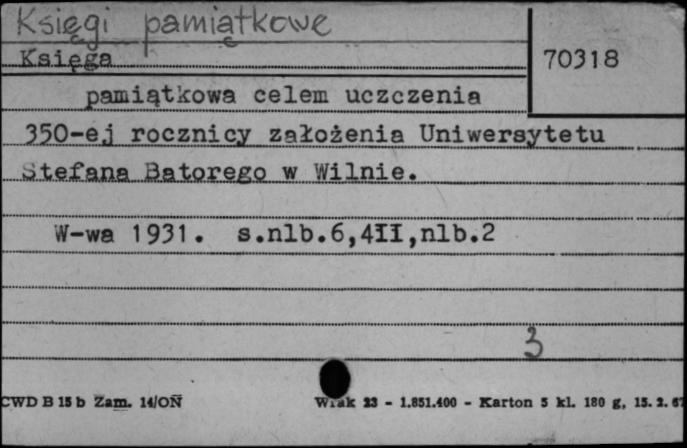 Księgi pamiątkowe
Księga
70318
pamiątkowa celem uczczenia
350-ej rocznicy założenia Uniwersytetu
Stefana Batorego w Wilnie.
W-wa 1931. s.nlb.6,4II,nlb.2
3
CWD B 15 b Zam. 14/ON
Wlak 23 - 1.851.400 - Karton 5 kl. 180 g, 15. 2. 67